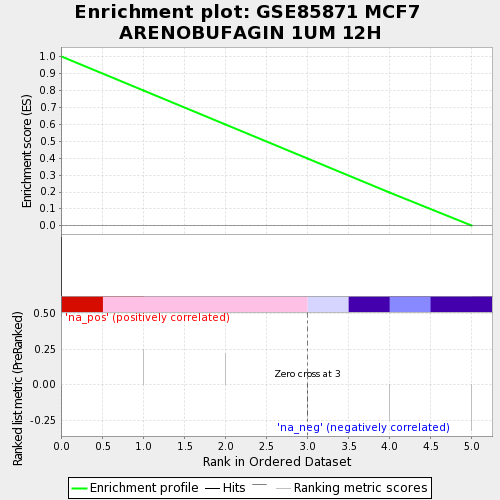 Enrichment plot: GSE85871 MCF7
ARENOBUFAGIN 1UM 12H
Enrichment score (ES)
1.0
0.9
0.8
0.7
0.6
0.5
0.4
0.3
0.2
0.1
0.0
Ranked list metric (PreRanked)
0.50
0.25
0.00
-0.25
'na_pos' (positively correlated)
Zero cross at 3
'na_neg' (negatively correlated)
0.0 0.5 1.0 1.5 2.0 2.5 3.0 3.5 4.0 4.5 5.0
Rank in Ordered Dataset
Enrichment profile Hits Ranking metric scores